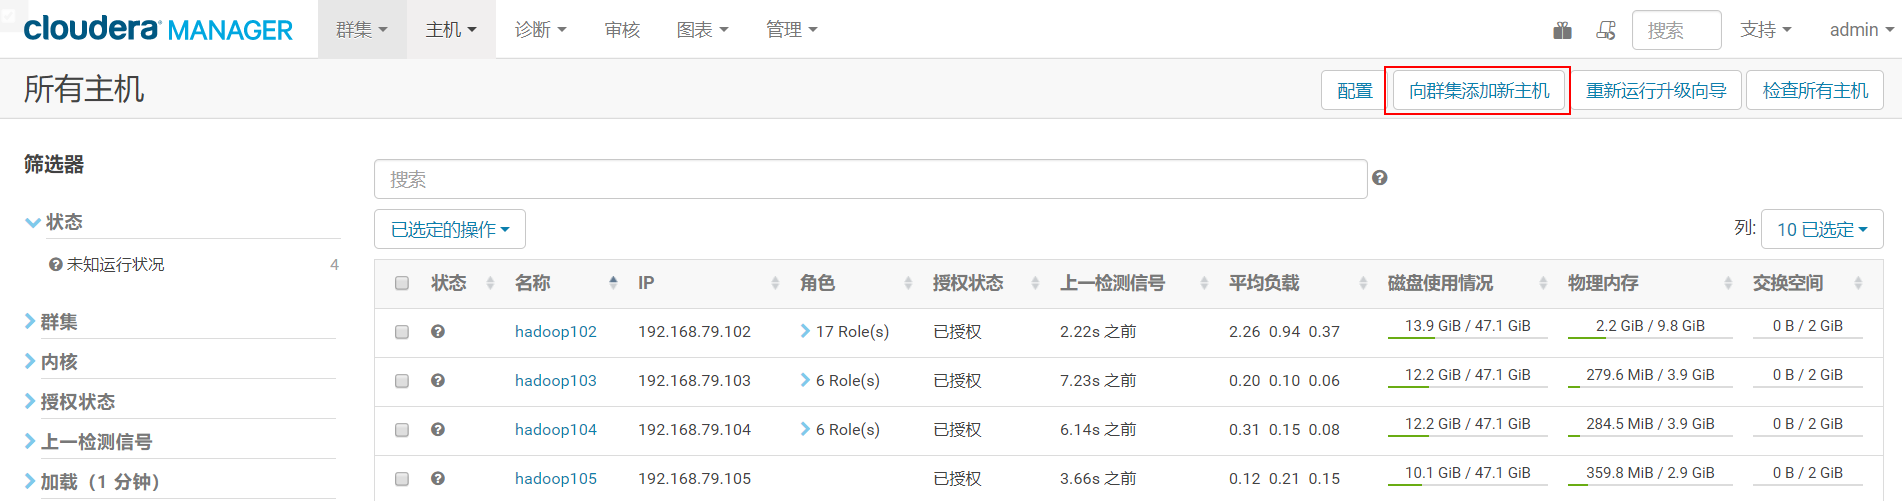 cloudera MANAGER 群集 主机 诊断 审核 图表 管理 搜索 支持 admin
所有主机 配置 向群集添加新主机 重新运行升级向导 检查所有主机
筛选器
搜索
状态
已选定的操作 列: 10 已选定
未知运行状况 4
状态 名称 IP 角色 授权状态 上一检测信号 平均负载 磁盘使用情况 物理内存 交换空间
群集
hadoop102 192.168.79.102 17 Role(s) 已授权 2.22s 之前 2.26 0.94 0.37 13.9 GiB / 47.1 GiB 2.2 GiB / 9.8 GiB 0 B / 2 GiB
内核
hadoop103 192.168.79.103 6 Role(s) 已授权 7.23s 之前 0.20 0.10 0.06 12.2 GiB / 47.1 GiB 279.6 MiB / 3.9 GiB 0 B / 2 GiB
授权状态
hadoop104 192.168.79.104 6 Role(s) 已授权 6.14s 之前 0.31 0.15 0.08 12.2 GiB / 47.1 GiB 284.5 MiB / 3.9 GiB 0 B / 2 GiB
上一检测信号
hadoop105 192.168.79.105 已授权 3.66s 之前 0.12 0.21 0.15 10.1 GiB / 47.1 GiB 359.8 MiB / 2.9 GiB 0 B / 2 GiB
加载（1 分钟）